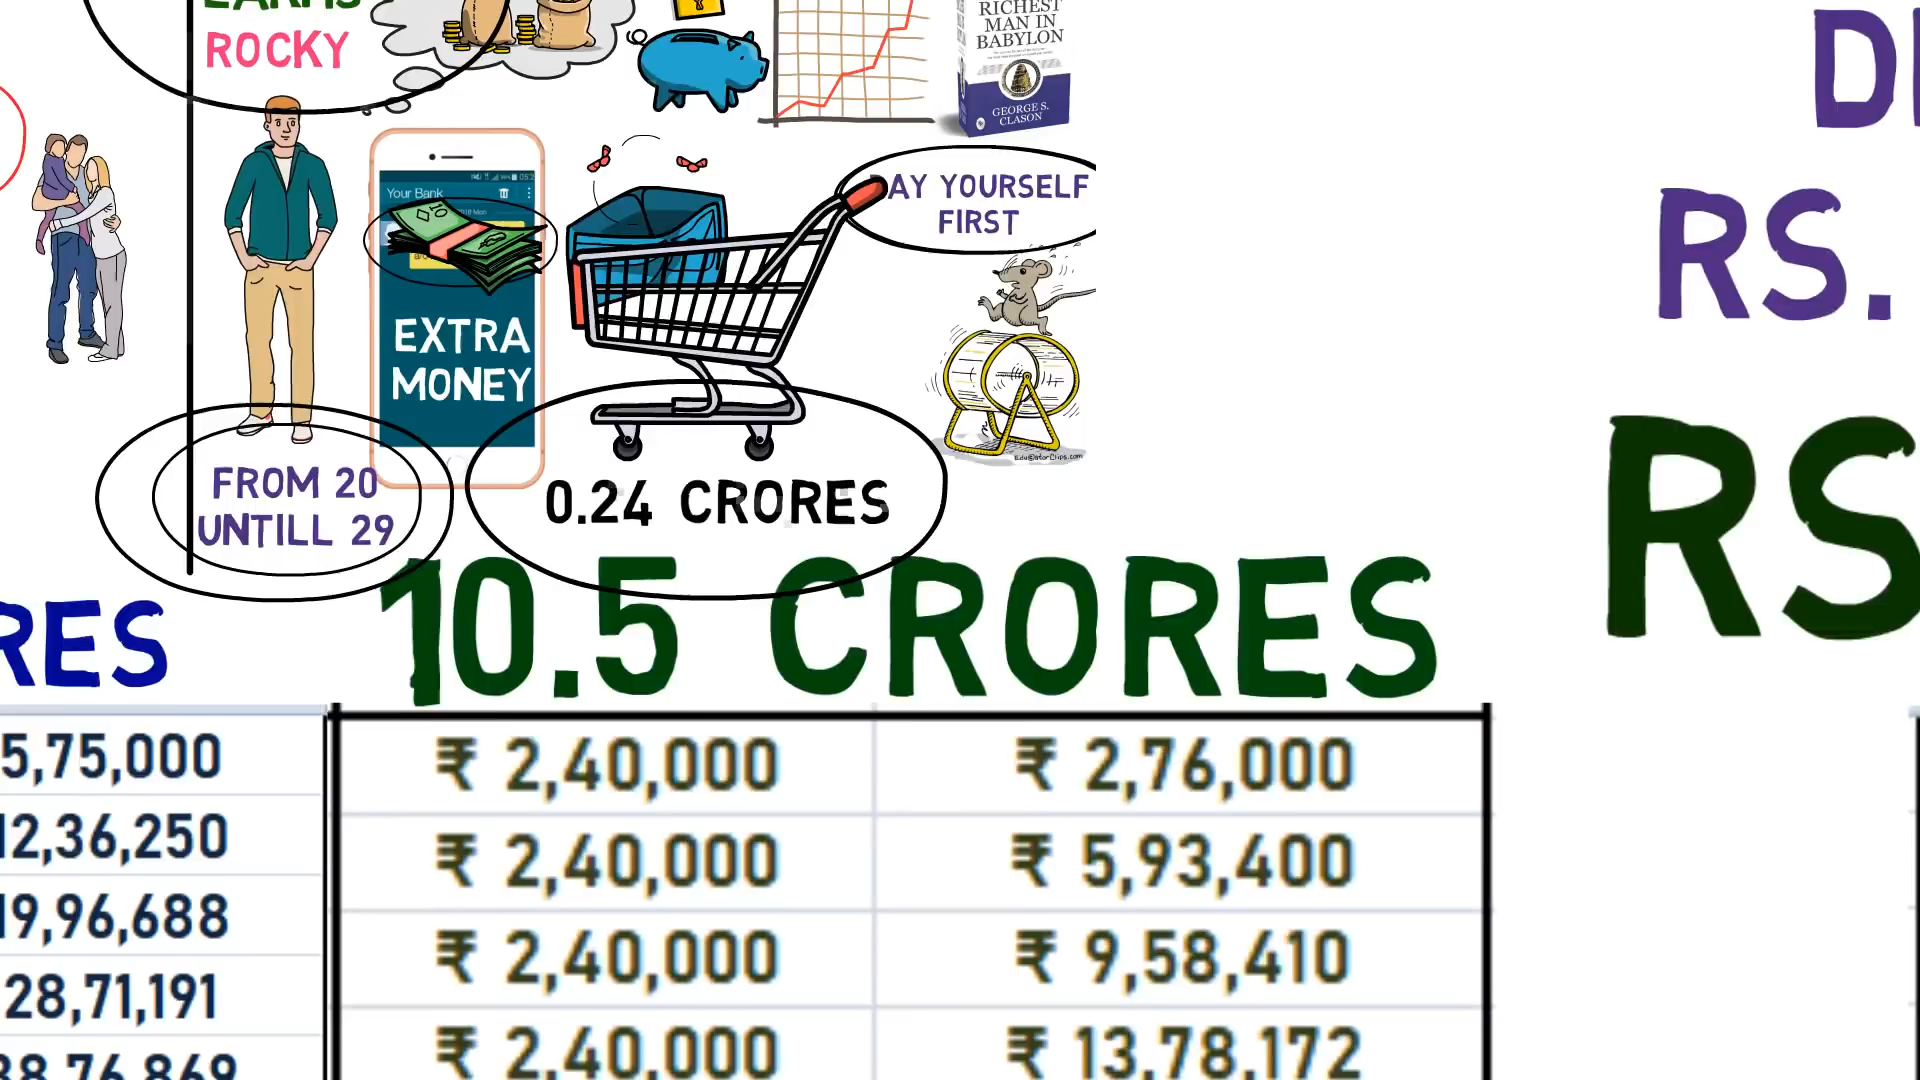 ROCKY
RICHEST
MAN IN
BABYLON
GEORGE S.
CLASON
Your Bank
AY YOURSELF
FIRST
EXTRA
MONEY
FROM 20
UNTILL 29
0.24 CRORES
10.5 CRORES
RES
RS.
RS
5,75,000
₹ 2,40,000
₹ 2,76,000
12,36,250
₹ 2,40,000
₹ 5,93,400
19,96,688
₹ 2,40,000
₹ 9,58,410
28,71,191
₹ 2,40,000
₹ 13,78,172
38,76,869